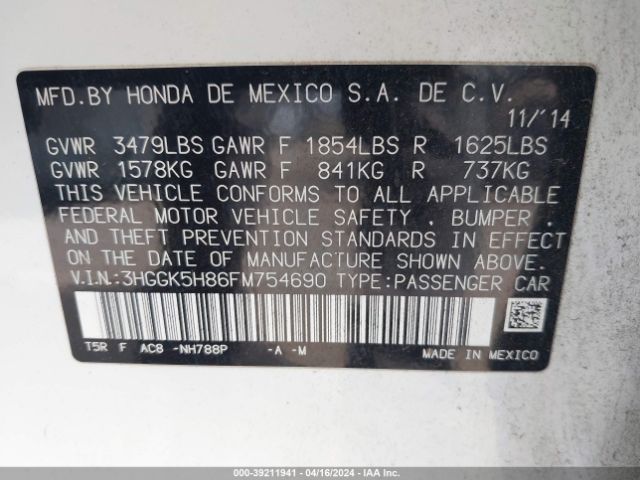 MFD.BY HONDA DE MEXICO S.A. DE C.V.
11/'14
GVWR 3479LBS GAWR F 1854LBS R 1625LBS
GVWR 1578KG GAWR F 841KG R 737KG
THIS VEHICLE CONFORMS TO ALL APPLICABLE
FEDERAL MOTOR VEHICLE SAFETY . BUMPER .
AND THEFT PREVENTION STANDARDS IN EFFECT
ON THE DATE OF MANUFACTURE SHOWN ABOVE.
V.I.N.:3HGGK5H86FM754690 TYPE:PASSENGER CAR
T5R F AC8 -NH788P -A -M
MADE IN MEXICO
000-39211941 / 04/16/2024 / IAA Inc.